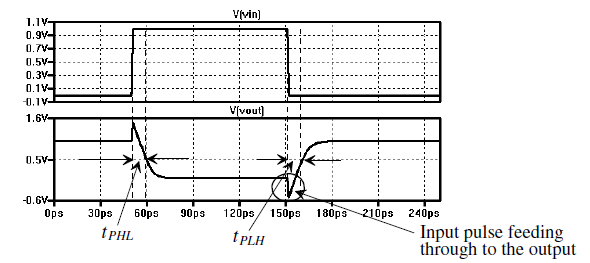 V(vin)
1.1V
0.9V
0.7V
0.5V
0.3V
0.1V
-0.1V
V(vout)
1.6V
0.5V
-0.6V
0ps 30ps 60ps 90ps 120ps 150ps 180ps 210ps 240ps
tPHL tPLH
Input pulse feeding
through to the output